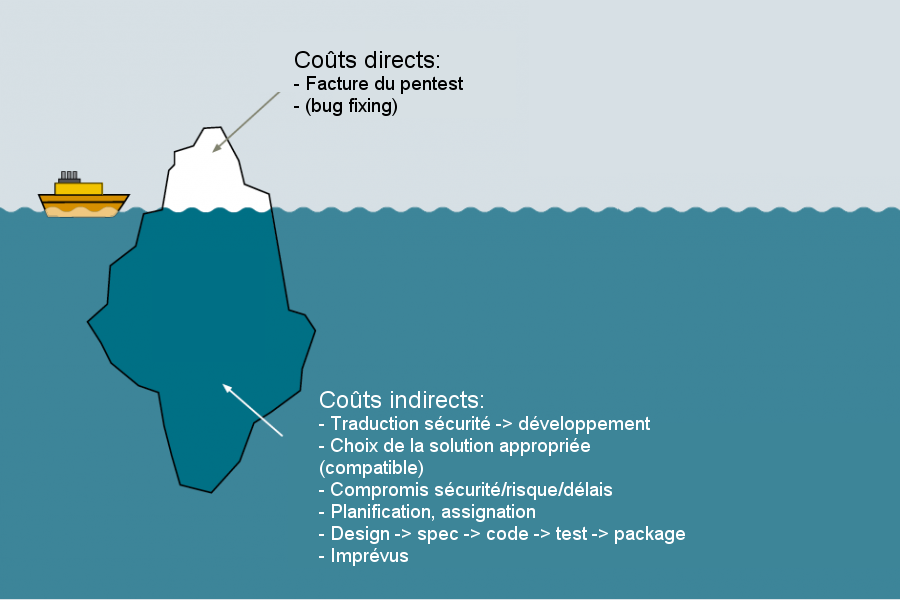 Coûts directs:
- Facture du pentest
- (bug fixing)
Coûts indirects:
- Traduction sécurité -> développement
- Choix de la solution appropriée
(compatible)
- Compromis sécurité/risque/délais
- Planification, assignation
- Design -> spec -> code -> test -> package
- Imprévus